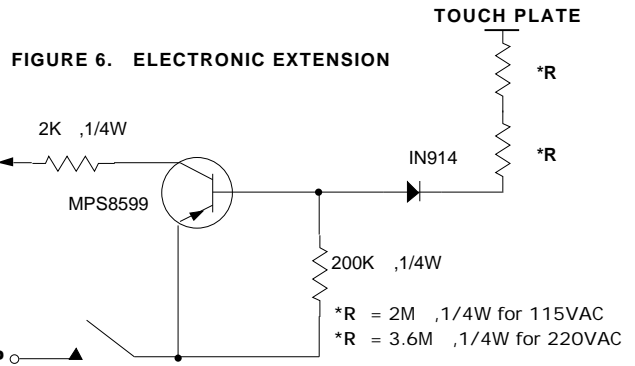 TOUCH PLATE
FIGURE 6. ELECTRONIC EXTENSION
*R
2K ,1/4W
*R
IN914
MPS8599
200K ,1/4W
*R = 2M ,1/4W for 115VAC
*R = 3.6M ,1/4W for 220VAC